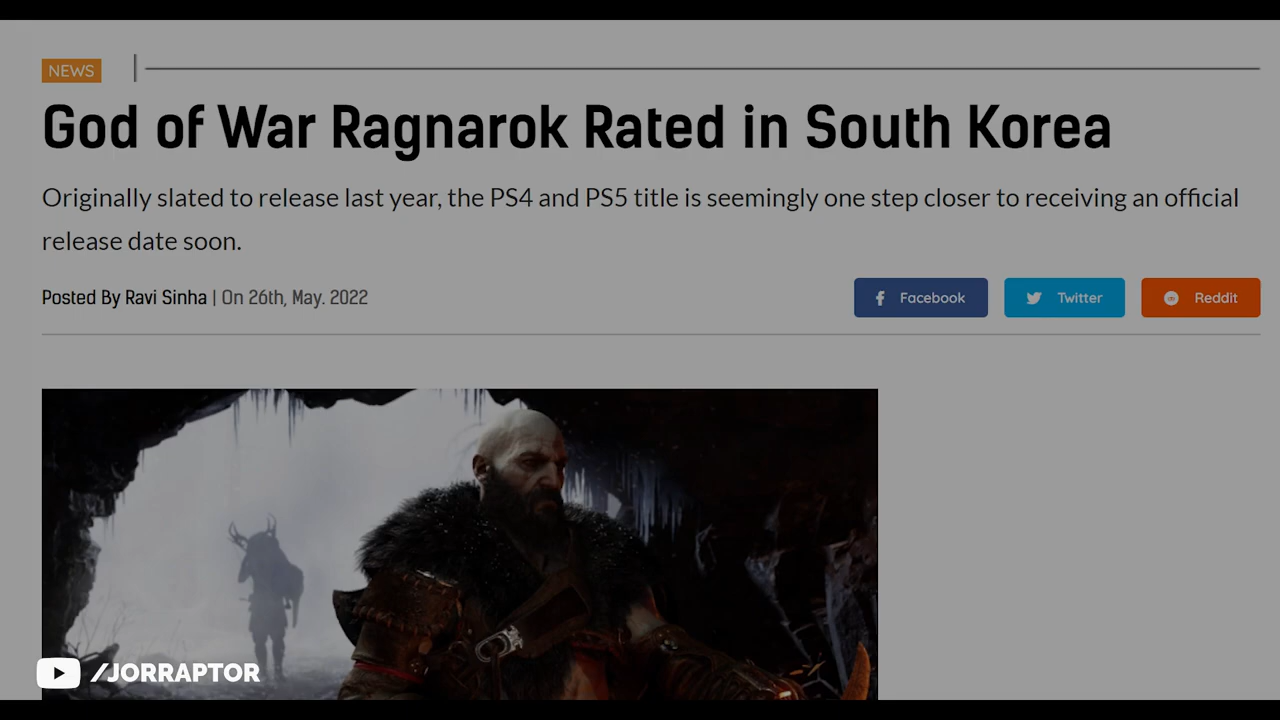 NEWS
God of War Ragnarok Rated in South Korea
Originally slated to release last year, the PS4 and PS5 title is seemingly one step closer to receiving an official
release date soon.
Posted By Ravi Sinha | On 26th, May. 2022
Facebook
Twitter
Reddit
/JORRAPTOR